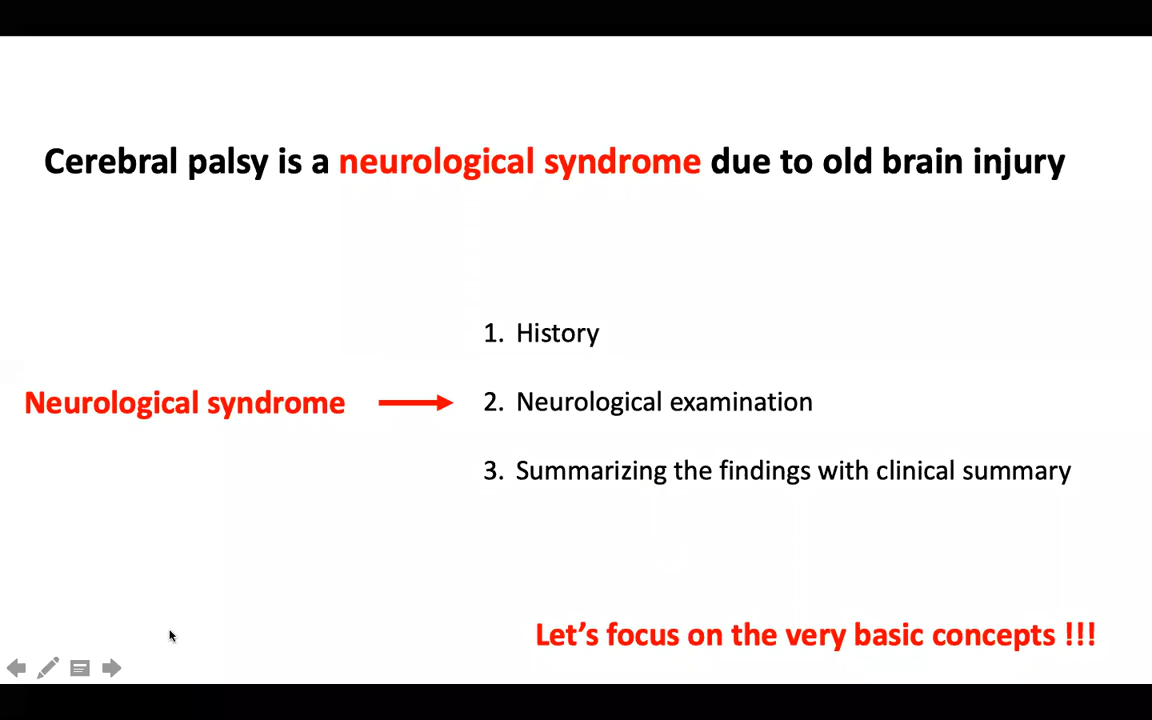 Cerebral palsy is a neurological syndrome due to old brain injury
1. History
Neurological syndrome
2. Neurological examination
3. Summarizing the findings with clinical summary
Let’s focus on the very basic concepts !!!